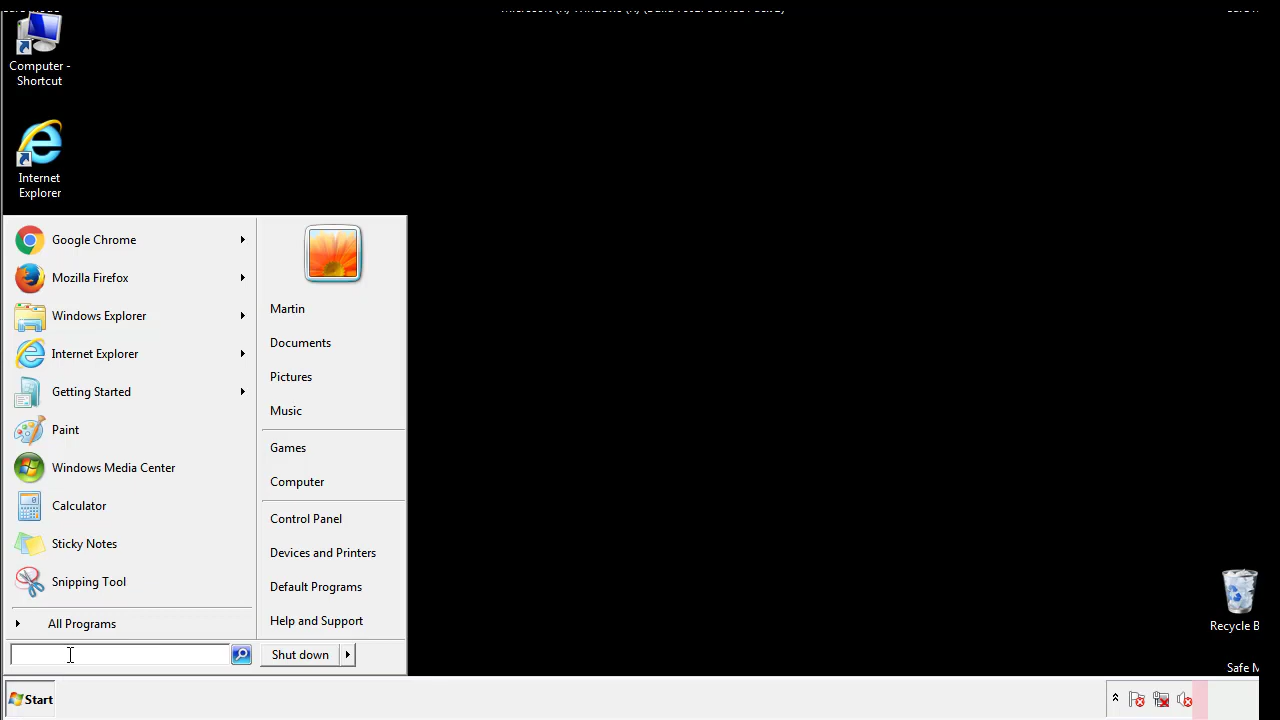 Computer -
Shortcut
Internet
Explorer
Google Chrome
Mozilla Firefox
Windows Explorer
Internet Explorer
Getting Started
Paint
Windows Media Center
Calculator
Sticky Notes
Snipping Tool
All Programs
Martin
Documents
Pictures
Music
Games
Computer
Control Panel
Devices and Printers
Default Programs
Help and Support
Shut down
Recycle B
Safe M
Start